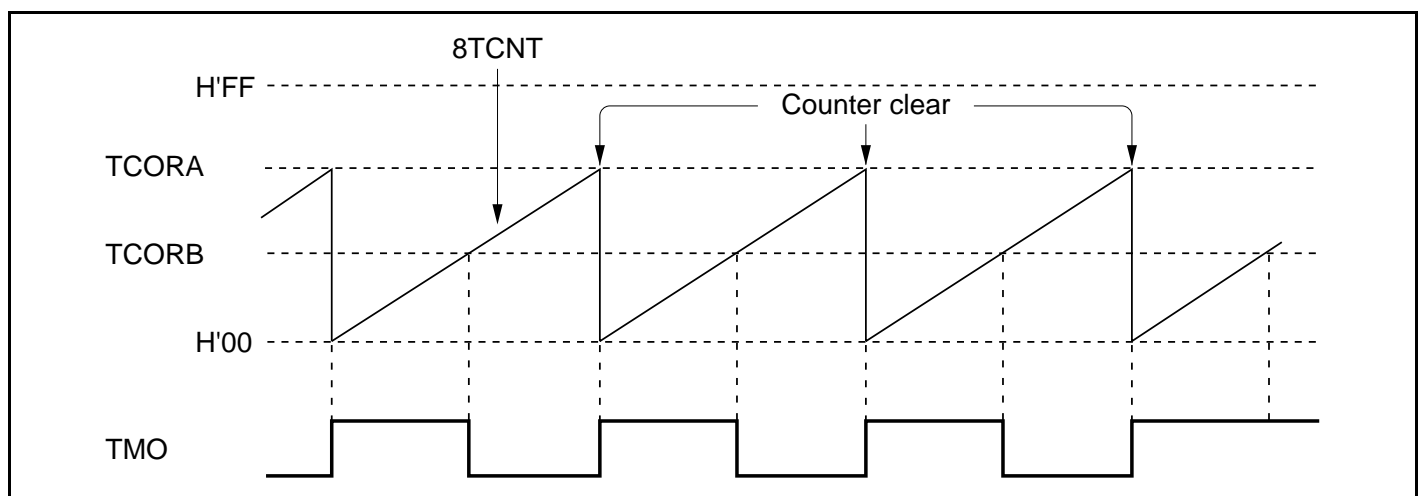 8TCNT
H'FF
Counter clear
TCORA
TCORB
H'00
TMO